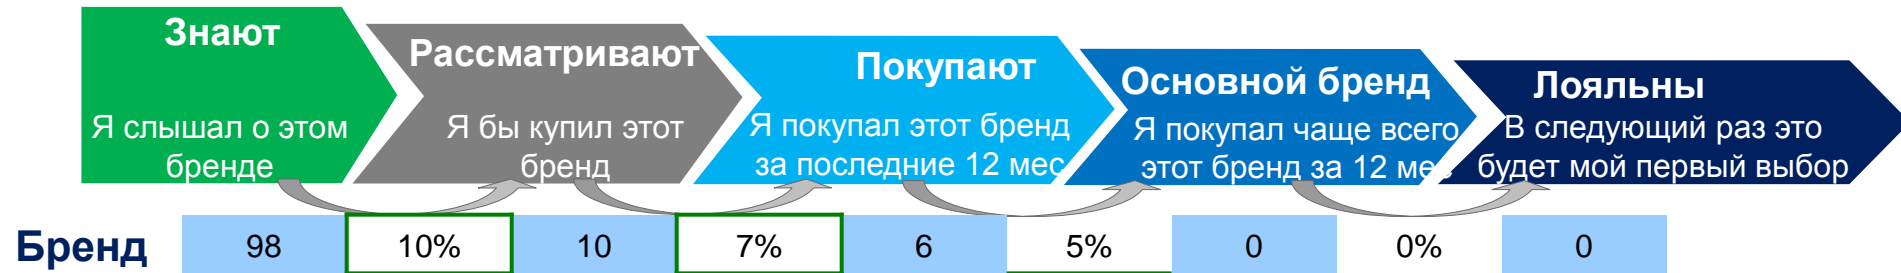 Знают
Я слышал о этом
бренде
Рассматривают
Я бы купил этот
бренд
Покупают
Я покупал этот бренд
за последние 12 мес
Основной бренд
Я покупал чаще всего
этот бренд за 12 мес
Лояльны
В следующий раз это
будет мой первый выбор
Бренд 98 10% 10 7% 6 5% 0 0% 0